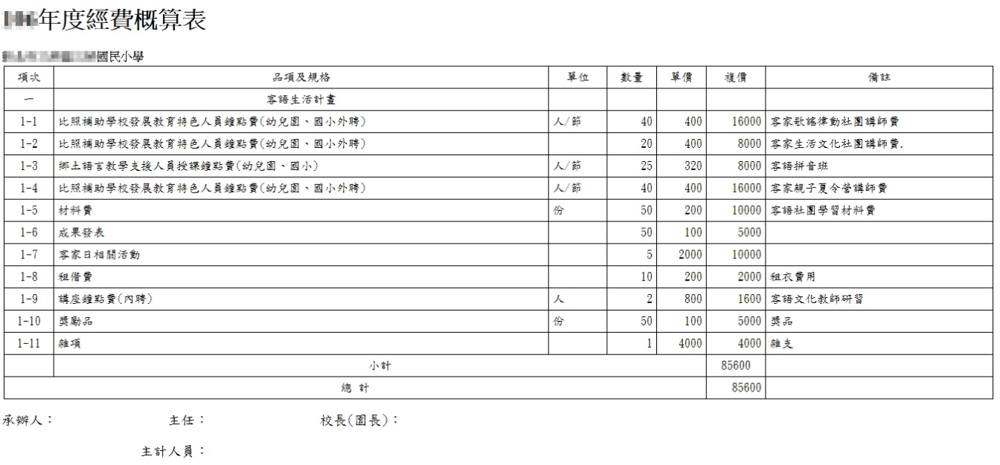 年度經費概算表
國民小學
項次 品項及規格 單位 數量 單價 複價 備註
一 客語生活計畫
1-1 比照補助學校發展教育特色人員鐘點費(幼兒園、國小外聘) 人/節 40 400 16000 客家歌謠律動社團講師費
1-2 比照補助學校發展教育特色人員鐘點費(幼兒園、國小外聘) 20 400 8000 客家生活文化社團講師費.
1-3 鄉土語言教學支援人員授課鐘點費(幼兒園、國小) 人/節 25 320 8000 客語拼音班
1-4 比照補助學校發展教育特色人員鐘點費(幼兒園、國小外聘) 人/節 40 400 16000 客家親子夏令營講師費
1-5 材料費 份 50 200 10000 客語社團學習材料費
1-6 成果發表 50 100 5000
1-7 客家日相關活動 5 2000 10000
1-8 租借費 10 200 2000 租衣費用
1-9 講座鐘點費(內聘) 人 2 800 1600 客語文化教師研習
1-10 獎勵品 份 50 100 5000 獎品
1-11 雜項 1 4000 4000 雜支
小計 85600
總 計 85600
承辦人： 主任： 校長(園長)：
主計人員：